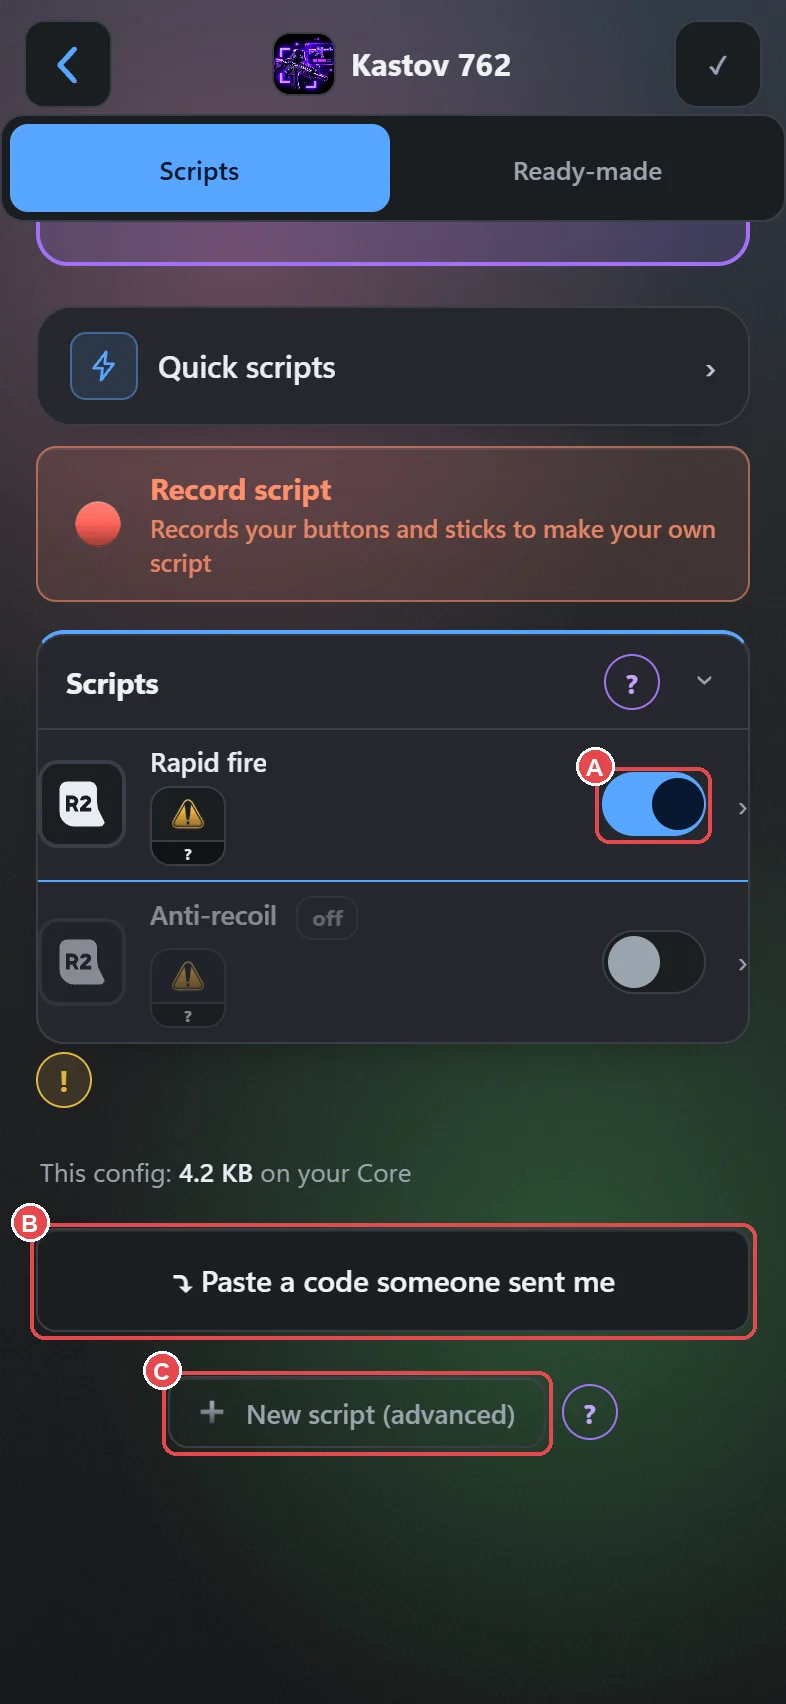 Kastov 762
✓
Scripts
Ready-made
Quick scripts
Record script
Records your buttons and sticks to make your own
script
Scripts
?
Rapid fire
A
R2
?
Anti-recoil
off
R2
?
!
This config: 4.2 KB on your Core
B
Paste a code someone sent me
C
+ New script (advanced)
?